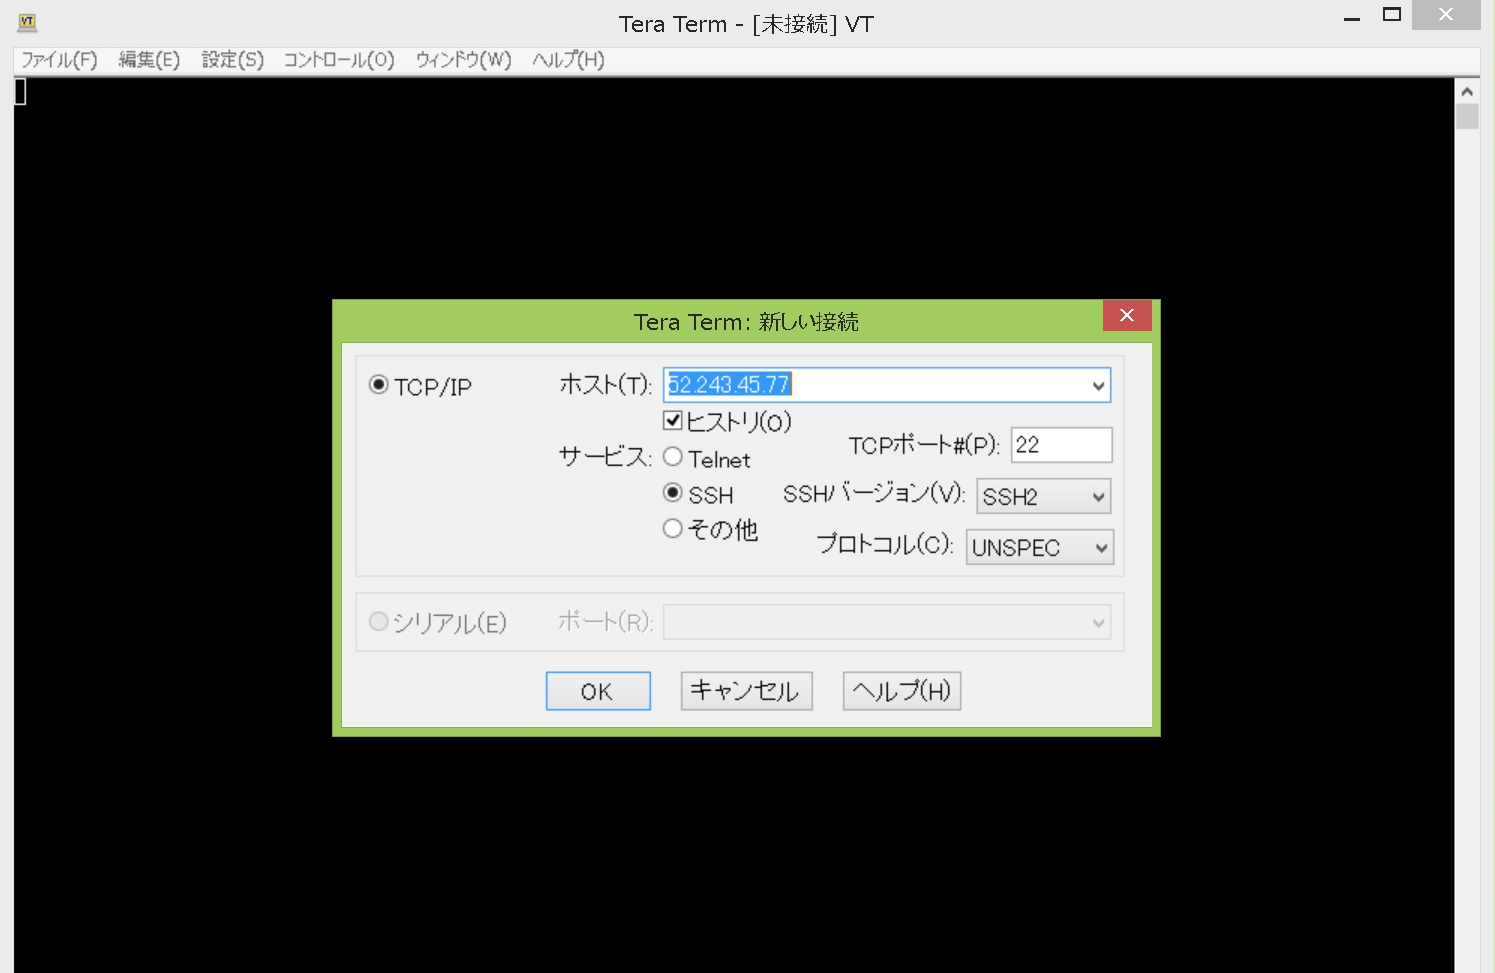 VT
Tera Term - [未接続] VT
ファイル(F) 編集(E) 設定(S) コントロール(O) ウィンドウ(W) ヘルプ(H)
Tera Term: 新しい接続
TCP/IP ホスト(T): 52.243.45.77
ヒストリ(O)
サービス: Telnet TCPポート#(P): 22
SSH SSHバージョン(V): SSH2
その他 プロトコル(C): UNSPEC
シリアル(E) ポート(R):
OK キャンセル ヘルプ(H)